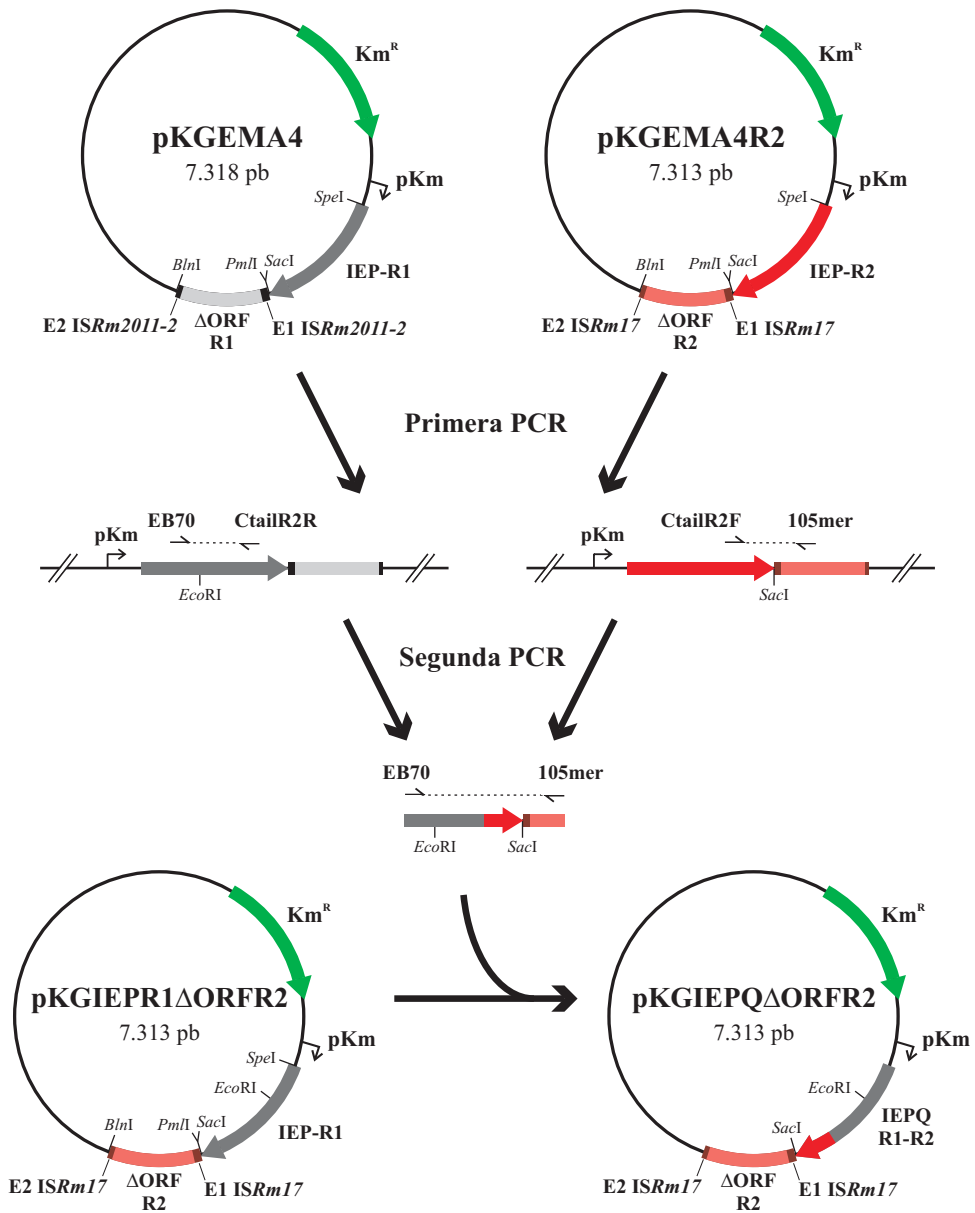 Km^R
pKGEMA4
7.318 pb
pKm
SpeI
IEP-R1
BlnI
PmlI
SacI
E2 ISRm2011-2
ΔORF
R1
E1 ISRm2011-2
Km^R
pKGEMA4R2
7.313 pb
pKm
SpeI
IEP-R2
BlnI
PmlI
SacI
E2 ISRm17
ΔORF
R2
E1 ISRm17
Primera PCR
pKm
EB70
CtailR2R
EcoRI
pKm
CtailR2F
105mer
SacI
Segunda PCR
EB70
105mer
EcoRI
SacI
Km^R
pKGIEPR1ΔORFR2
7.313 pb
pKm
SpeI
EcoRI
IEP-R1
BlnI
PmlI
SacI
E2 ISRm17
ΔORF
R2
E1 ISRm17
Km^R
pKGIEPQΔORFR2
7.313 pb
pKm
EcoRI
IEPQ
R1-R2
SacI
E2 ISRm17
ΔORF
R2
E1 ISRm17